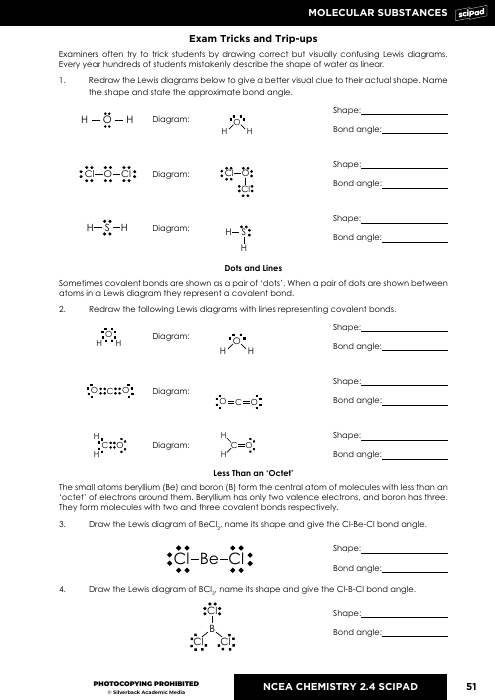 MOLECULAR SUBSTANCES scipad
Exam Tricks and Trip-ups
Examiners often try to trick students by drawing correct but visually confusing Lewis diagrams.
Every year hundreds of students mistakenly describe the shape of water as linear.
1. Redraw the Lewis diagrams below to give a better visual clue to their actual shape. Name
the shape and state the approximate bond angle.
H – O – H Diagram: O H H Shape:
Bond angle:
Cl – O – Cl Diagram: Cl – O Cl Shape:
Bond angle:
H – S – H Diagram: H – S H Shape:
Bond angle:
Dots and Lines
Sometimes covalent bonds are shown as a pair of 'dots'. When a pair of dots are shown between
atoms in a Lewis diagram they represent a covalent bond.
2. Redraw the following Lewis diagrams with lines representing covalent bonds.
O H H Diagram: O H H Shape:
Bond angle:
O C O Diagram: O = C = O Shape:
Bond angle:
H C O H Diagram: H C = O H Shape:
Bond angle:
Less Than an 'Octet'
The small atoms beryllium (Be) and boron (B) form the central atom of molecules with less than an
'octet' of electrons around them. Beryllium has only two valence electrons, and boron has three.
They form molecules with two and three covalent bonds respectively.
3. Draw the Lewis diagram of BeCl2, name its shape and give the Cl-Be-Cl bond angle.
Cl – Be – Cl Shape:
Bond angle:
4. Draw the Lewis diagram of BCl3, name its shape and give the Cl-B-Cl bond angle.
Cl Shape:
B
Cl Cl Bond angle:
PHOTOCOPYING PROHIBITED
© Silverback Academic Media
NCEA CHEMISTRY 2.4 SCIPAD 51